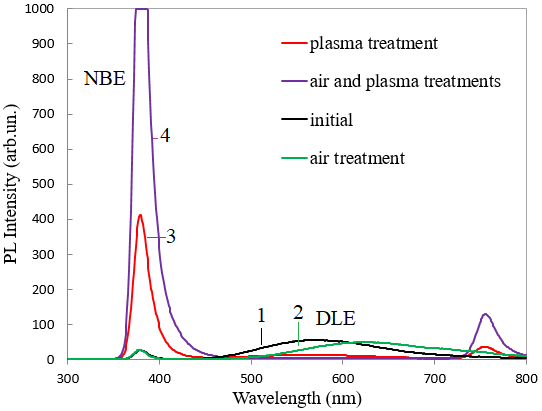 1000
900
800
700
600
500
400
300
200
100
0
PL Intensity (arb.un.)
NBE
4
3
1
2
DLE
plasma treatment
air and plasma treatments
initial
air treatment
300 400 500 600 700 800
Wavelength (nm)